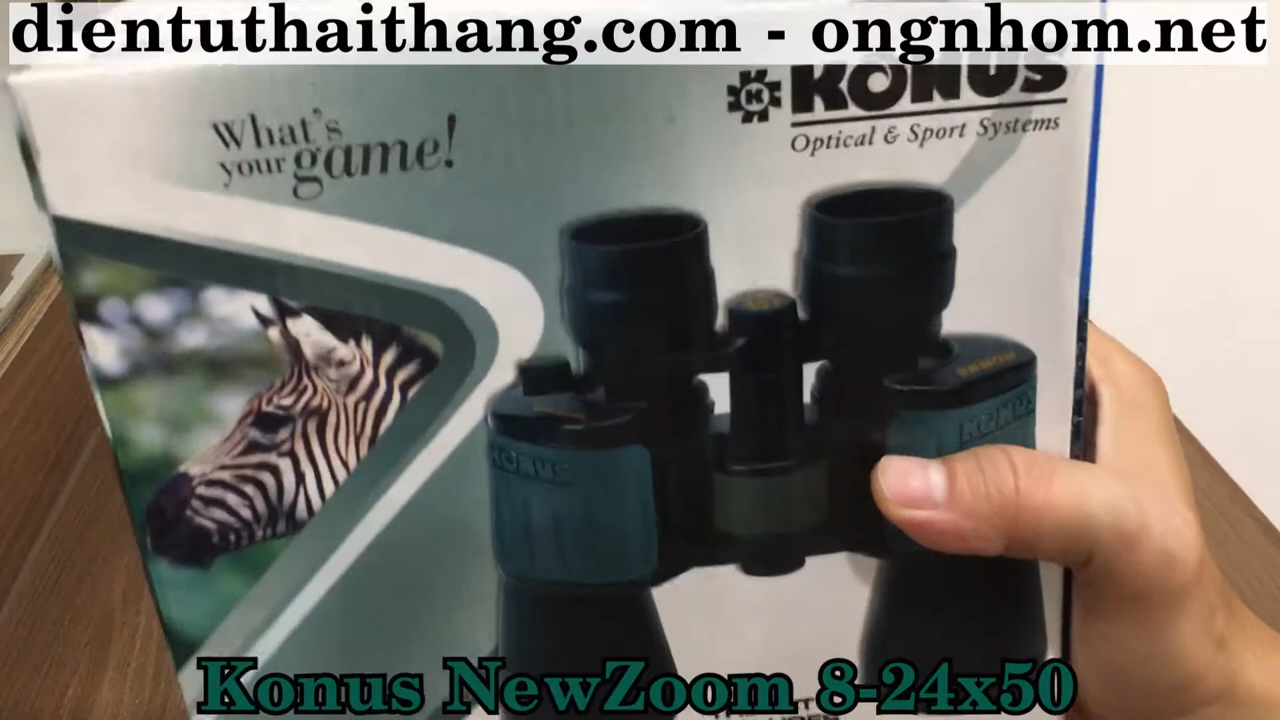 dientuthaithang.com - ongnhom.net
KONUS
Optical & Sport Systems
What's
your game!
KONUS
KONUS
Konus NewZoom 8-24x50